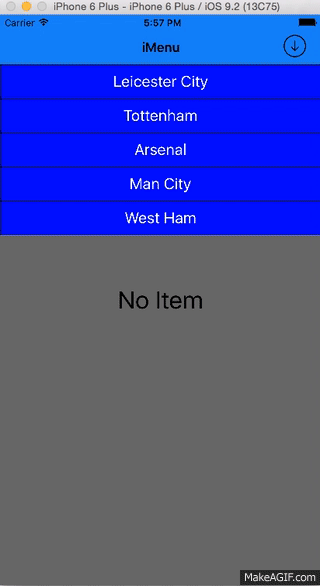 iPhone 6 Plus - iPhone 6 Plus / iOS 9.2 (13C75)
Carrier 5:57 PM
iMenu
Leicester City
Tottenham
Arsenal
Man City
West Ham
No Item
MakeAGIF.com